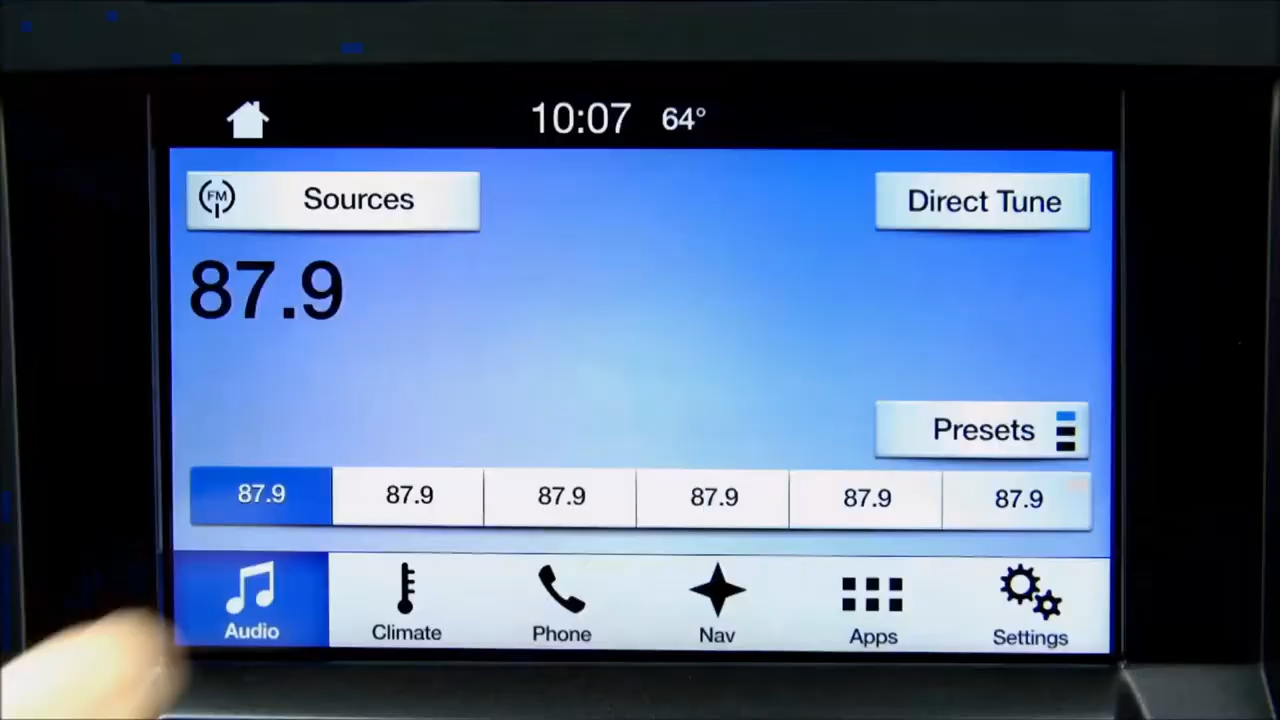 10:07 64°
FM Sources
Direct Tune
87.9
Presets
87.9 87.9 87.9 87.9 87.9 87.9
Audio Climate Phone Nav Apps Settings